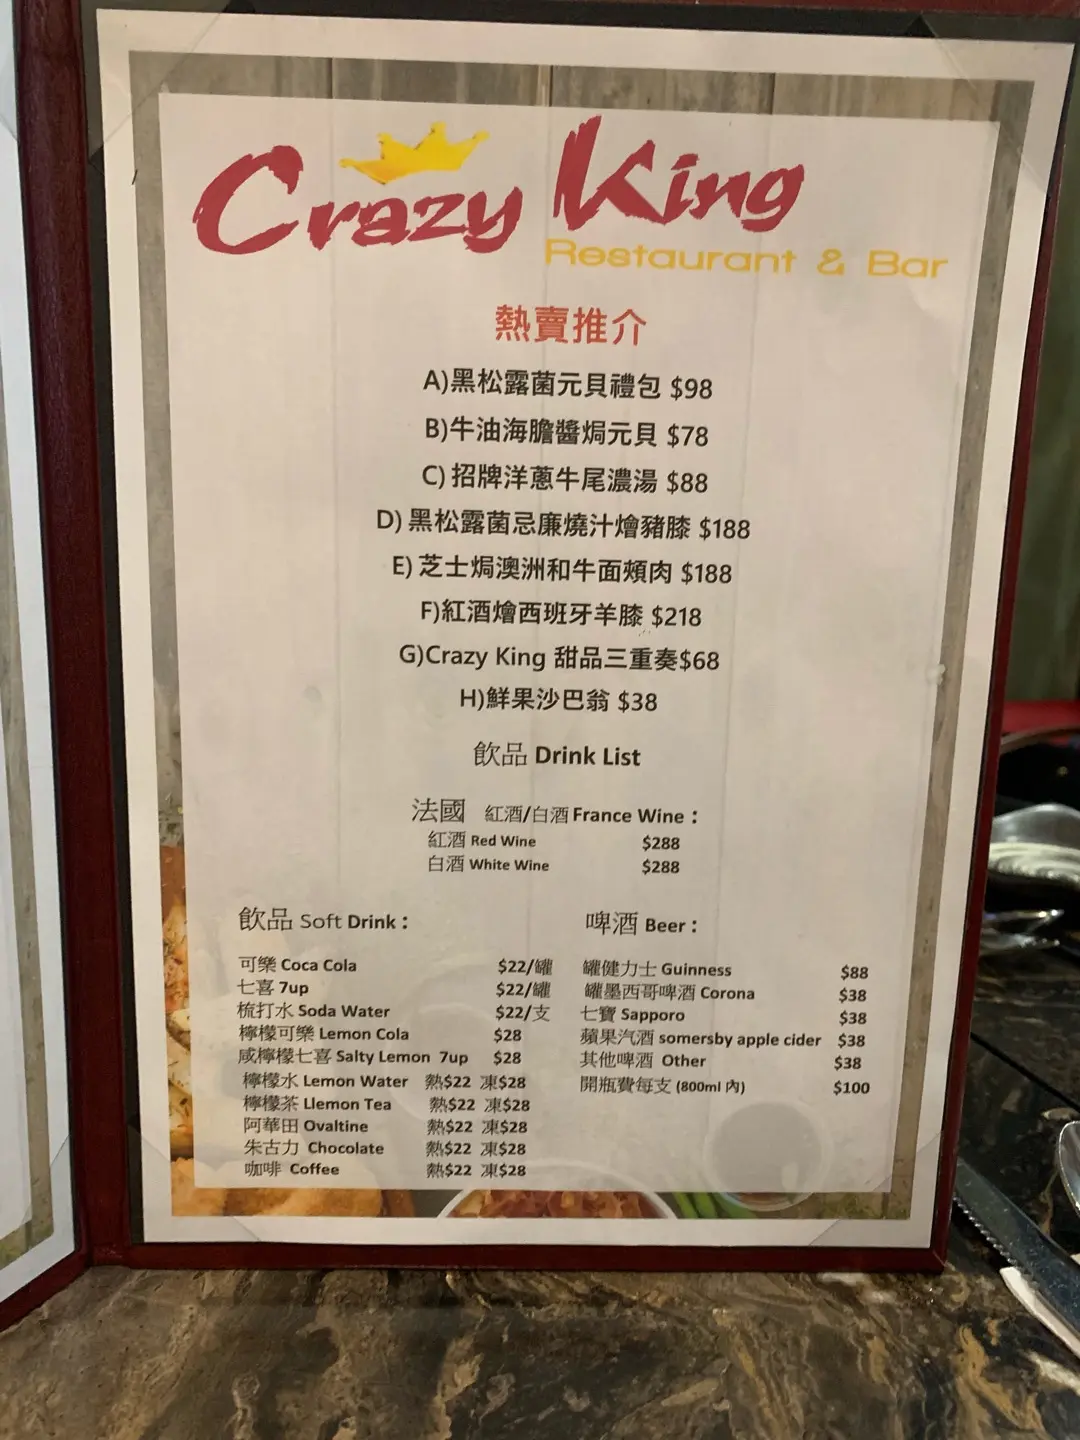 Crazy King
Restaurant & Bar
熱賣推介
A)黑松露菌元貝禮包 $98
B)牛油海膽醬焗元貝 $78
C) 招牌洋蔥牛尾濃湯 $88
D) 黑松露菌忌廉燒汁燴豬膝 $188
E) 芝士焗澳洲和牛面頰肉 $188
F)紅酒燴西班牙羊膝 $218
G)Crazy King 甜品三重奏$68
H)鮮果沙巴翁 $38
飲品 Drink List
法國 紅酒/白酒 France Wine：
紅酒 Red Wine $288
白酒 White Wine $288
飲品 Soft Drink：
可樂 Coca Cola $22/罐
七喜 7up $22/罐
梳打水 Soda Water $22/支
檸檬可樂 Lemon Cola $28
咸檸檬七喜 Salty Lemon 7up $28
檸檬水 Lemon Water 熱$22 凍$28
檸檬茶 Llemon Tea 熱$22 凍$28
阿華田 Ovaltine 熱$22 凍$28
朱古力 Chocolate 熱$22 凍$28
咖啡 Coffee 熱$22 凍$28
啤酒 Beer：
罐健力士 Guinness $88
罐墨西哥啤酒 Corona $38
七寶 Sapporo $38
蘋果汽酒 somersby apple cider $38
其他啤酒 Other $38
開瓶費每支 (800ml 內) $100